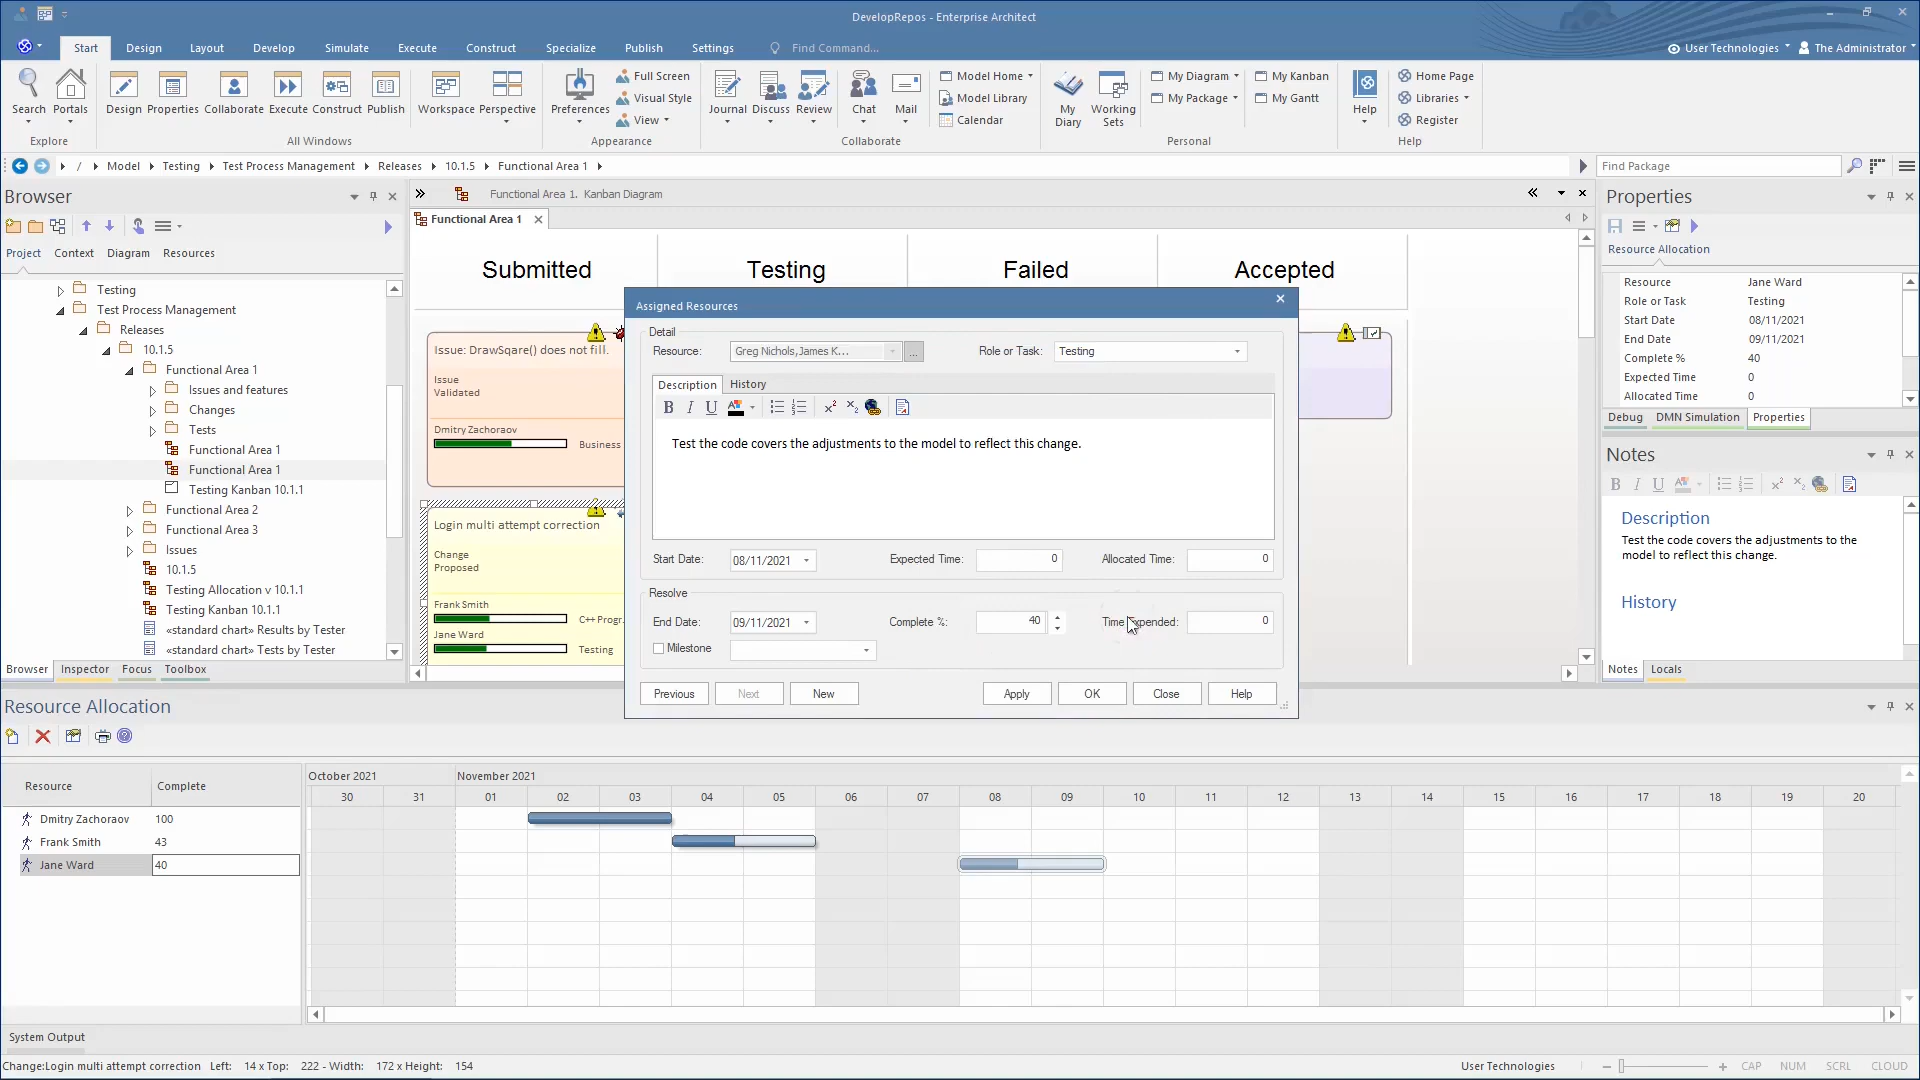 DevelopRepos - Enterprise Architect
Start Design Layout Develop Simulate Execute Construct Specialize Publish Settings Find Command... User Technologies The Administrator
Search Portals Design Properties Collaborate Execute Construct Publish Workspace Perspective Preferences Full Screen Visual Style View Journal Discuss Review Chat Mail Model Home Model Library Calendar My Diary Working Sets My Diagram My Package My Kanban My Gantt Help Home Page Libraries Register
Explore All Windows Appearance Collaborate Personal Help
/ Model Testing Test Process Management Releases 10.1.5 Functional Area 1 Find Package
Browser
Project Context Diagram Resources
Testing
Test Process Management
Releases
10.1.5
Functional Area 1
Issues and features
Changes
Tests
Functional Area 1
Functional Area 1
Testing Kanban 10.1.1
Functional Area 2
Functional Area 3
Issues
10.1.5
Testing Allocation v 10.1.1
Testing Kanban 10.1.1
«standard chart» Results by Tester
«standard chart» Tests by Tester
Browser Inspector Focus Toolbox
Functional Area 1. Kanban Diagram
Functional Area 1
Submitted Testing Failed Accepted
Issue: DrawSqare() does not fill.
Issue
Validated
Dmitry Zachoraov
Business
Login multi attempt correction
Change
Proposed
Frank Smith
C++ Progr.
Jane Ward
Testing
Assigned Resources
Detail
Resource: Greg Nichols,James K... ... Role or Task: Testing
Description History
B I U
Test the code covers the adjustments to the model to reflect this change.
Start Date: 08/11/2021 Expected Time: 0 Allocated Time: 0
Resolve
End Date: 09/11/2021 Complete %: 40 Time Expended: 0
Milestone
Previous Next New Apply OK Close Help
Properties
Resource Allocation
Resource Jane Ward
Role or Task Testing
Start Date 08/11/2021
End Date 09/11/2021
Complete % 40
Expected Time 0
Allocated Time 0
Debug DMN Simulation Properties
Notes
B I U
Description
Test the code covers the adjustments to the
model to reflect this change.
History
Notes Locals
Resource Allocation
Resource Complete October 2021 November 2021
30 31 01 02 03 04 05 06 07 08 09 10 11 12 13 14 15 16 17 18 19 20
Dmitry Zachoraov 100
Frank Smith 43
Jane Ward 40
System Output
Change:Login multi attempt correction Left: 14 x Top: 222 - Width: 172 x Height: 154 User Technologies CAP NUM SCRL CLOUD